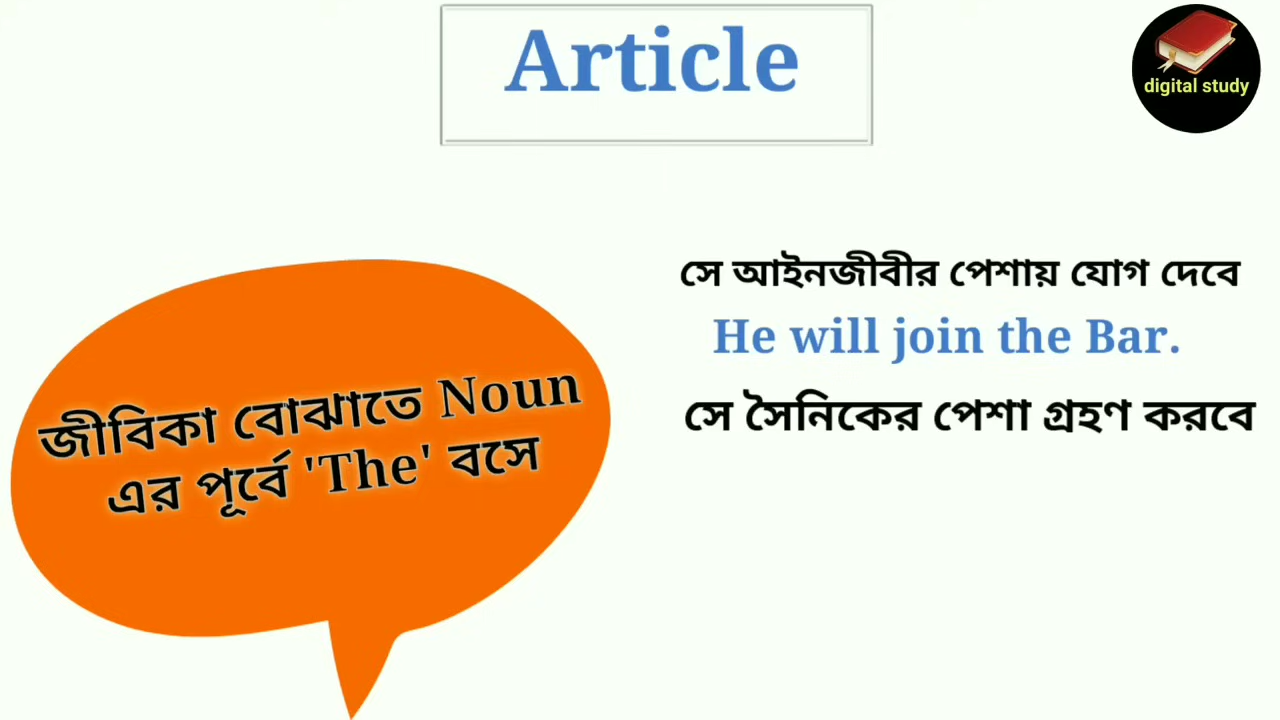 Article
digital study
জীবিকা বোঝাতে Noun
এর পূর্বে 'The' বসে
সে আইনজীবীর পেশায় যোগ দেবে
He will join the Bar.
সে সৈনিকের পেশা গ্রহণ করবে